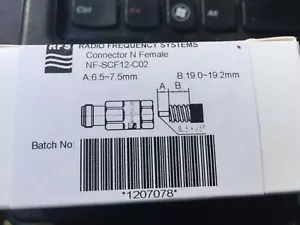 RFS
RADIO FREQUENCY SYSTEMS
Connector N Female
NF-SCF12-C02
A:6.5~7.5mm
B:19.0~19.2mm
A
B
Batch No:
*1207078*